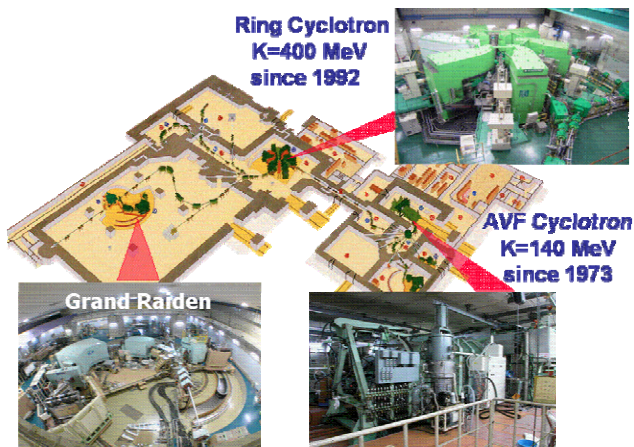 Ring Cyclotron
K=400 MeV
since 1992
AVF Cyclotron
K=140 MeV
since 1973
Grand Raiden